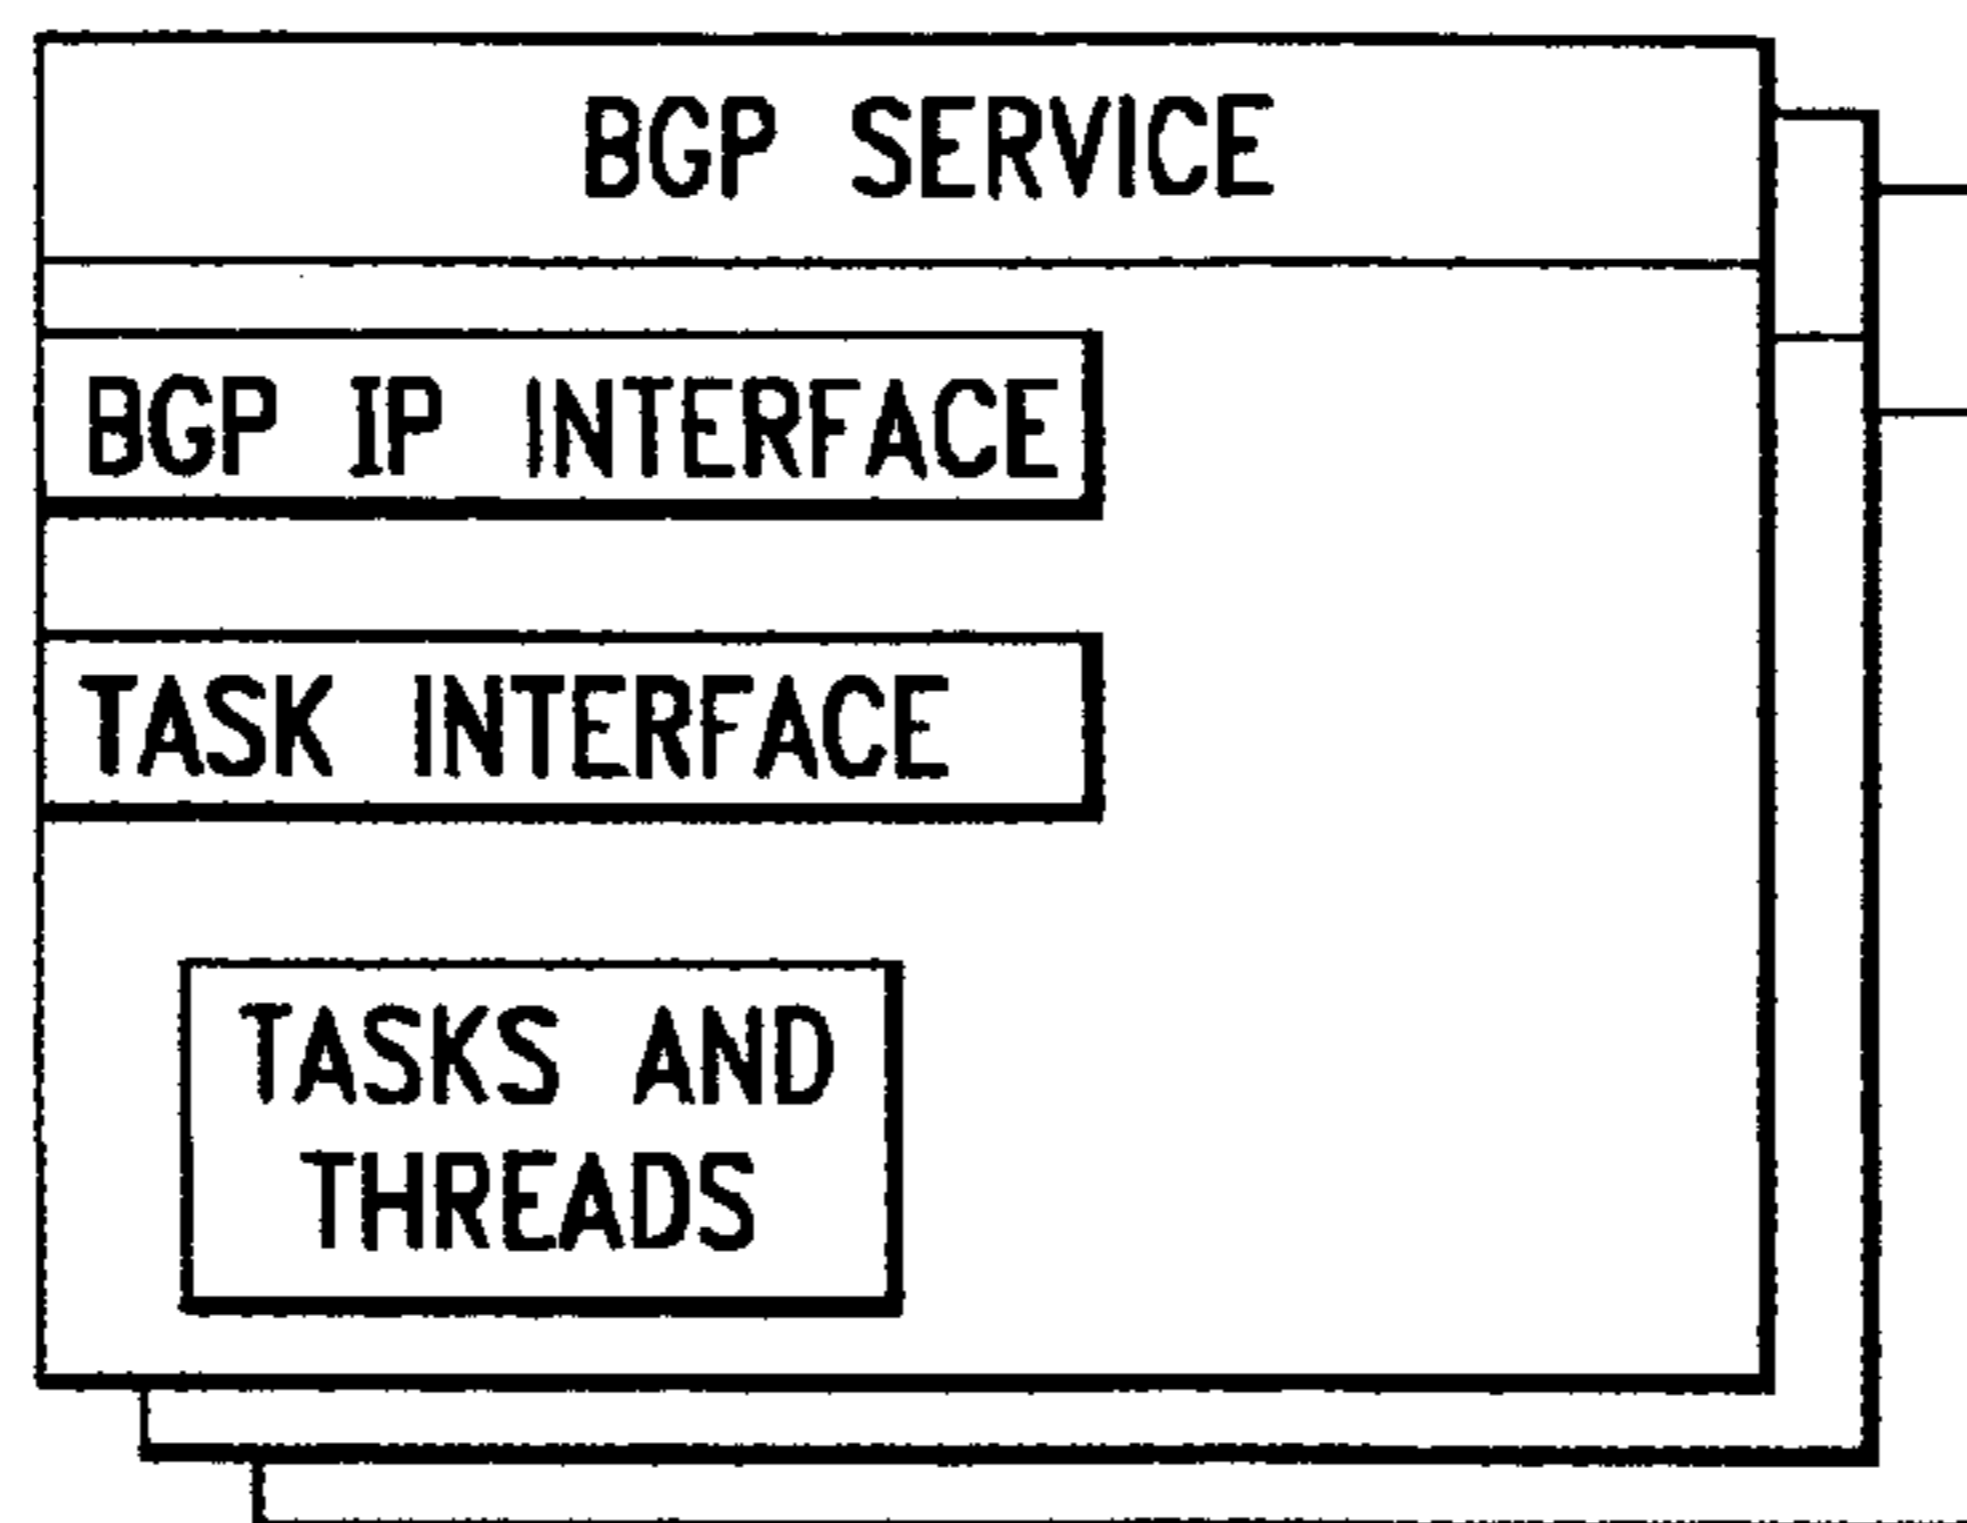 BGP SERVICE
BGP IP INTERFACE
TASK INTERFACE
TASKS AND
THREADS